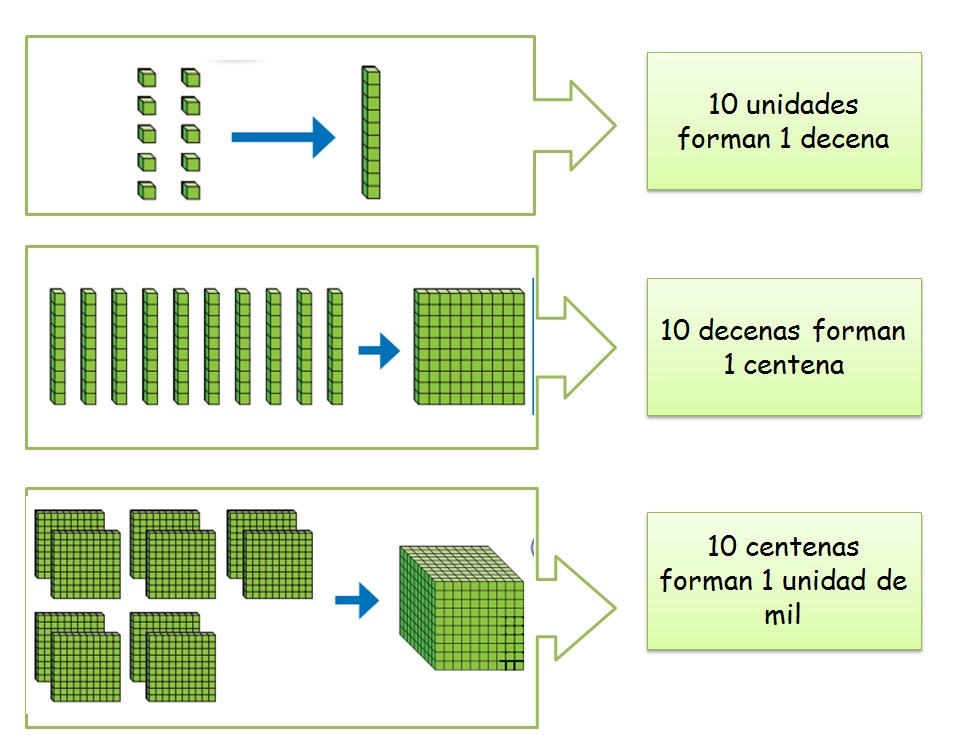 10 unidades
forman 1 decena
10 decenas forman
1 centena
10 centenas
forman 1 unidad de
mil